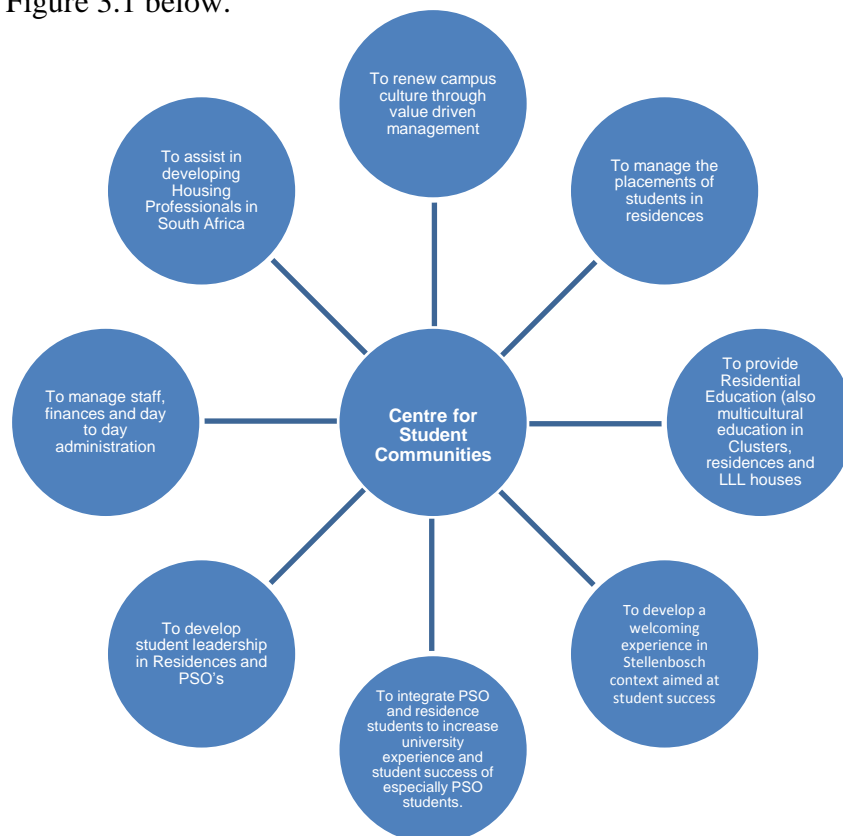 Figure 3.1 below.
To renew campus
culture through
value driven
management
To manage the
placements of
students in
residences
To provide
Residential
Education (also
multicultural
education in
Clusters,
residences and
LLL houses
To develop a
welcoming
experience in
Stellenbosch
context aimed at
student success
To integrate PSO
and residence
students to increase
university
experience and
student success of
especially PSO
students.
To develop
student leadership
in Residences and
PSO's
To manage staff,
finances and day
to day
administration
To assist in
developing
Housing
Professionals in
South Africa
Centre for
Student
Communities